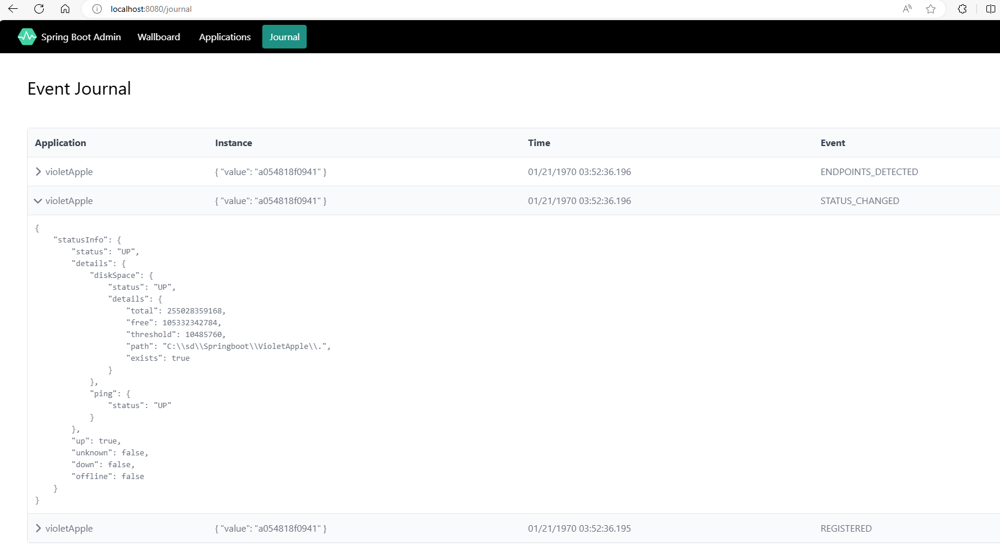 localhost:8080/journal
Spring Boot Admin Wallboard Applications Journal
Event Journal
Application Instance Time Event
violetApple { "value": "a054818f0941" } 01/21/1970 03:52:36.196 ENDPOINTS_DETECTED
violetApple { "value": "a054818f0941" } 01/21/1970 03:52:36.196 STATUS_CHANGED
{
    "statusInfo": {
        "status": "UP",
        "details": {
            "diskSpace": {
                "status": "UP",
                "details": {
                    "total": 255028359168,
                    "free": 105332342784,
                    "threshold": 10485760,
                    "path": "C:\\sd\\Springboot\\VioletApple\\.",
                    "exists": true
                }
            },
            "ping": {
                "status": "UP"
            }
        },
        "up": true,
        "unknown": false,
        "down": false,
        "offline": false
    }
}
violetApple { "value": "a054818f0941" } 01/21/1970 03:52:36.195 REGISTERED